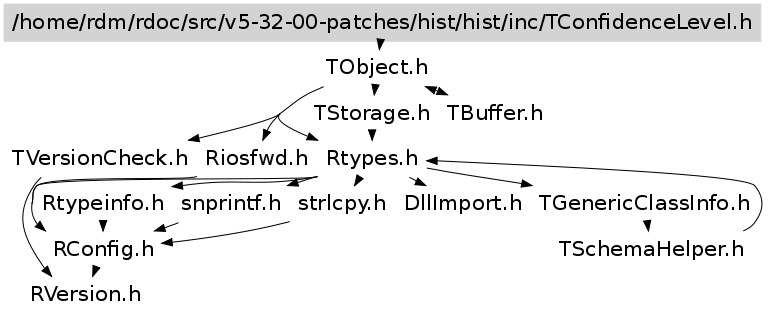 /home/rdm/rdoc/src/v5-32-00-patches/hist/hist/inc/TConfidenceLevel.h
TObject.h
TStorage.h TBuffer.h
TVersionCheck.h Riosfwd.h Rtypes.h
Rtypeinfo.h snprintf.h strlcpy.h DllImport.h TGenericClassInfo.h
RConfig.h TSchemaHelper.h
RVersion.h